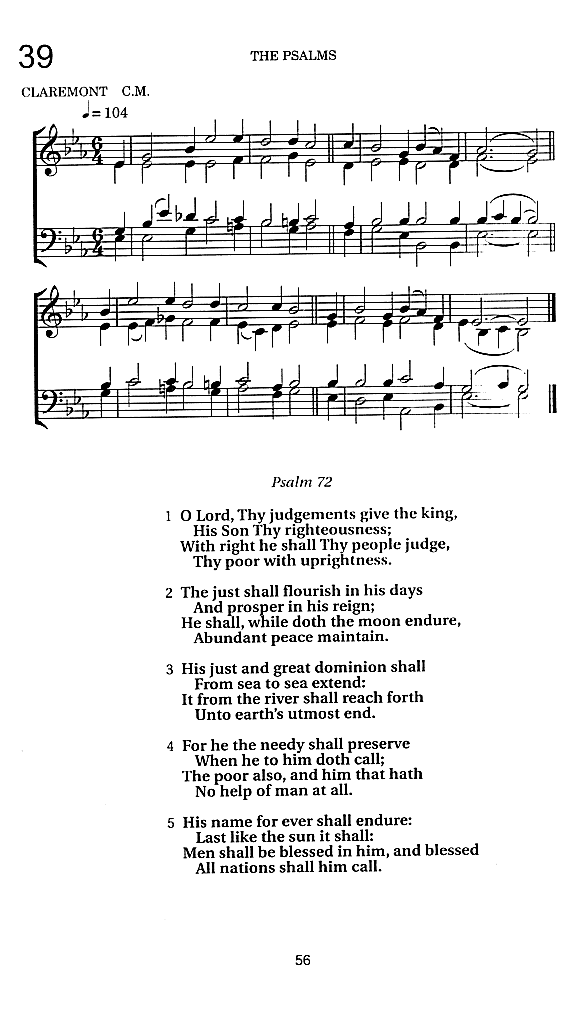 39
THE PSALMS
CLAREMONT C.M.
♩= 104
Psalm 72
1 O Lord, Thy judgements give the king,
His Son Thy righteousness;
With right he shall Thy people judge,
Thy poor with uprightness.
2 The just shall flourish in his days
And prosper in his reign;
He shall, while doth the moon endure,
Abundant peace maintain.
3 His just and great dominion shall
From sea to sea extend:
It from the river shall reach forth
Unto earth's utmost end.
4 For he the needy shall preserve
When he to him doth call;
The poor also, and him that hath
No help of man at all.
5 His name for ever shall endure:
Last like the sun it shall:
Men shall be blessed in him, and blessed
All nations shall him call.
56